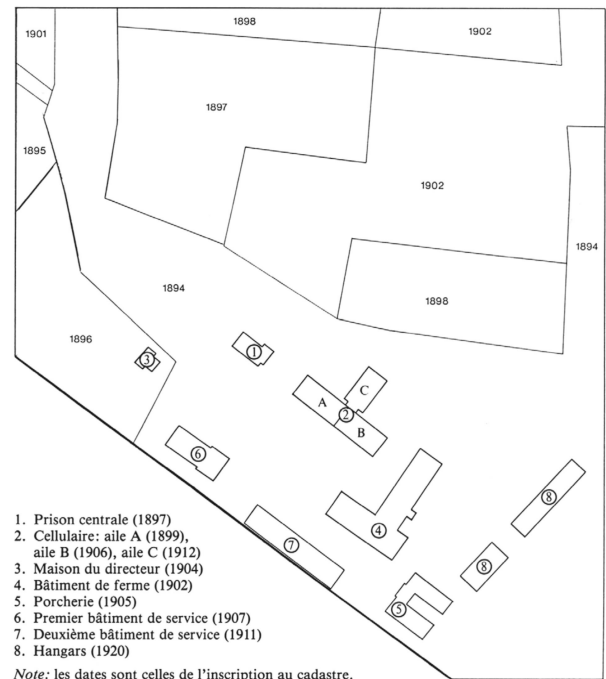 1898
1901
1902
1897
1895
1902
1894
1894
1898
1896
3
1
C
A
2
B
6
8
4
7
8
5
1. Prison centrale (1897)
2. Cellulaire: aile A (1899),
aile B (1906), aile C (1912)
3. Maison du directeur (1904)
4. Bâtiment de ferme (1902)
5. Porcherie (1905)
6. Premier bâtiment de service (1907)
7. Deuxième bâtiment de service (1911)
8. Hangars (1920)
Note: les dates sont celles de l'inscription au cadastre.